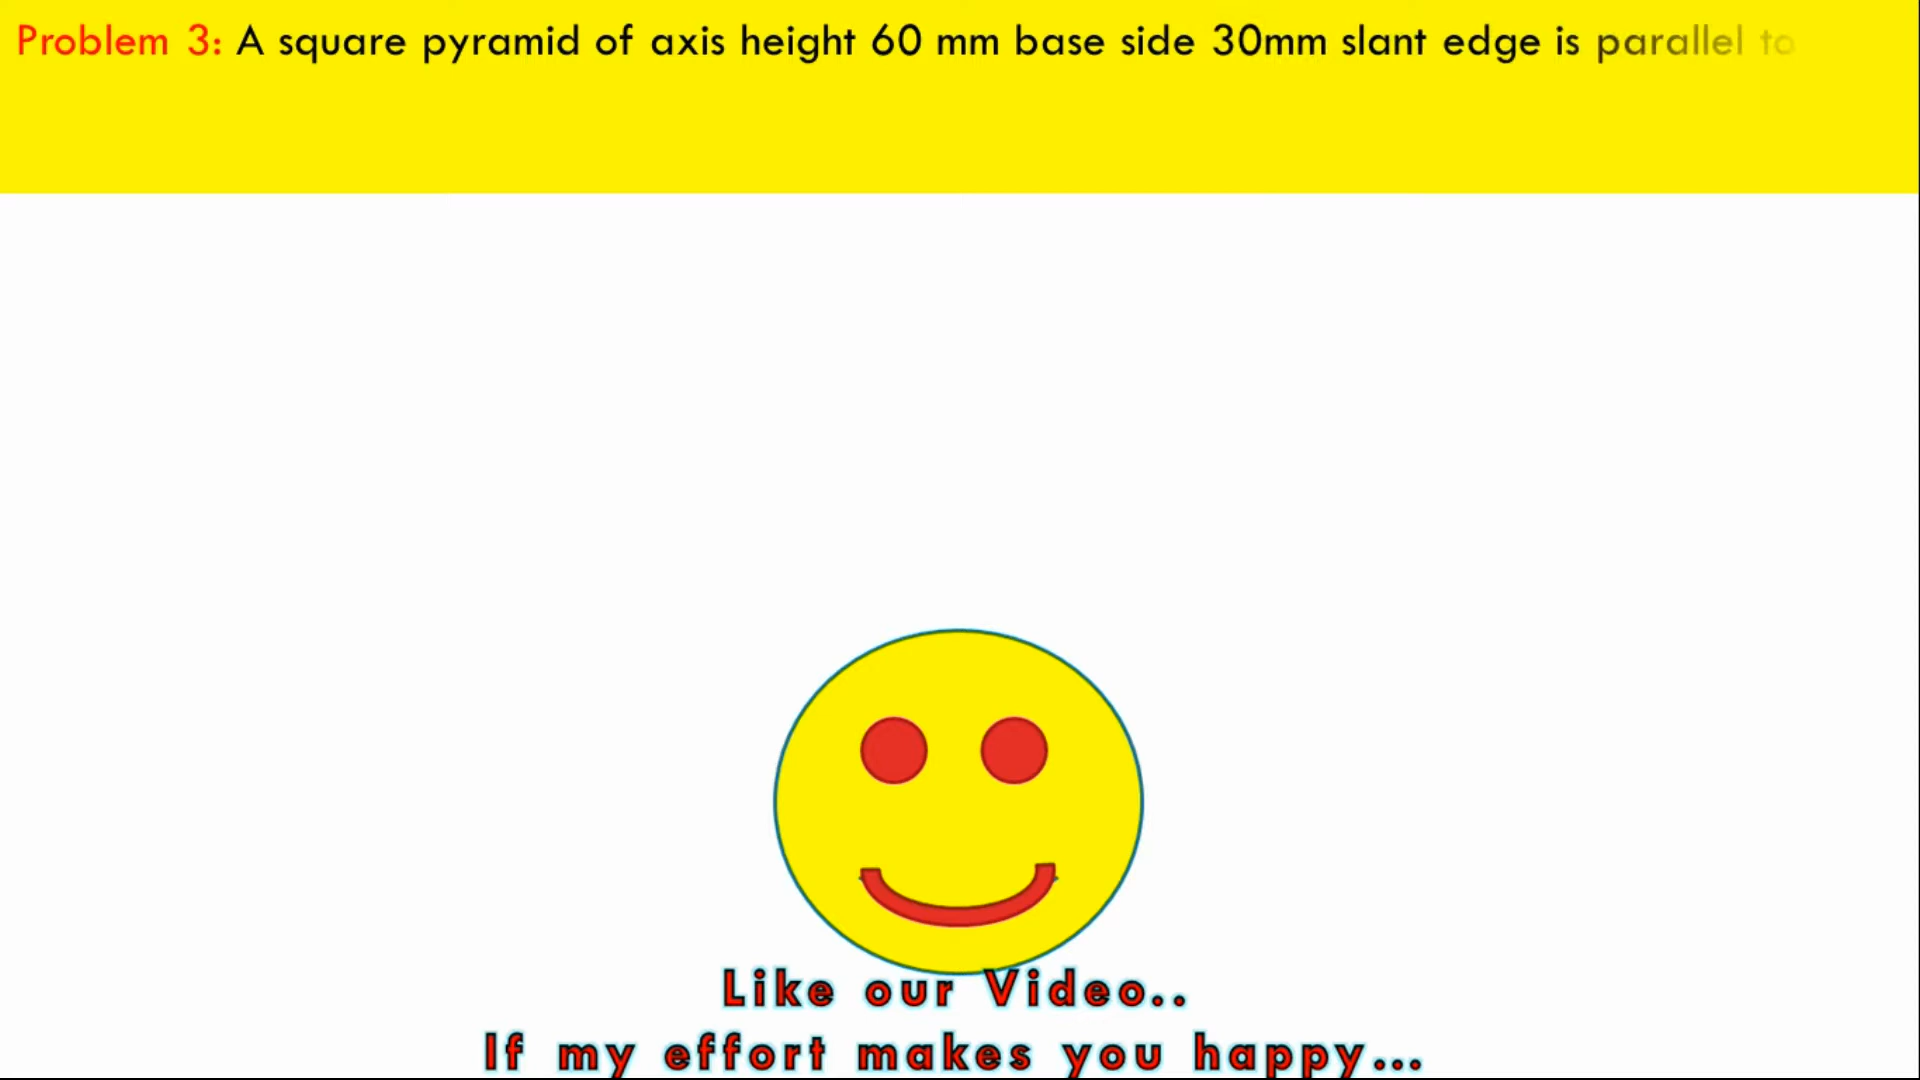 Problem 3: A square pyramid of axis height 60 mm base side 30mm slant edge is parallel to
Like our Video..
If my effort makes you happy...